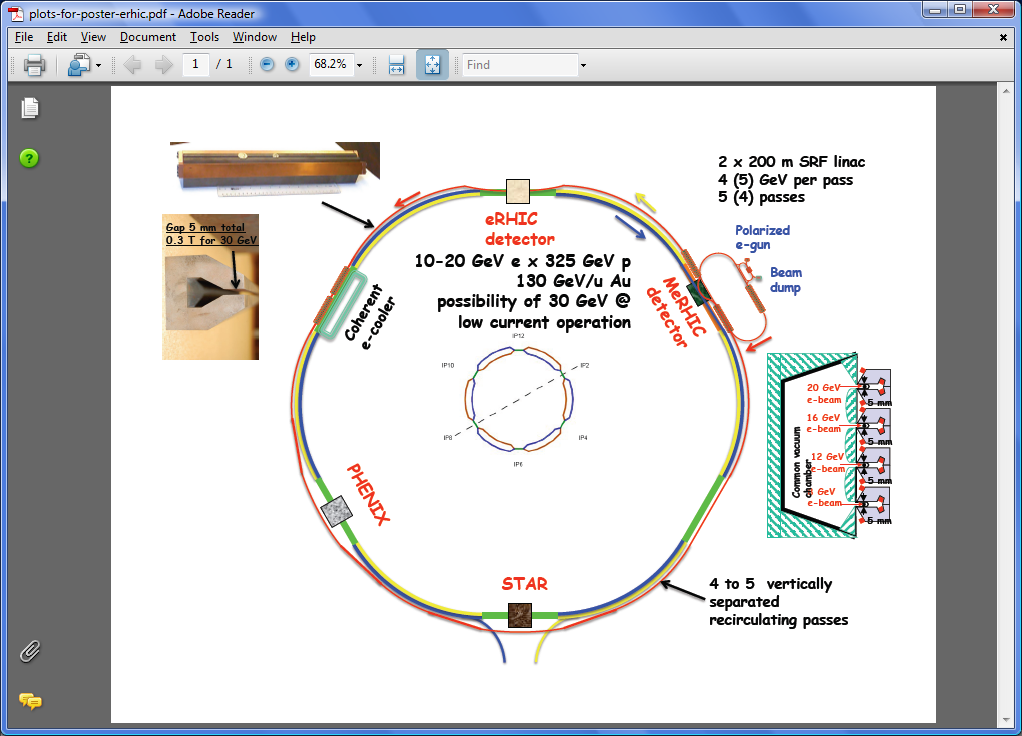 plots-for-poster-erhic.pdf - Adobe Reader
File Edit View Document Tools Window Help
1 / 1 68.2% Find
2 x 200 m SRF linac
4 (5) GeV per pass
5 (4) passes
Gap 5 mm total
0.3 T for 30 GeV
eRHIC
detector
Polarized
e-gun
Beam
dump
10-20 GeV e x 325 GeV p
130 GeV/u Au
possibility of 30 GeV @
low current operation
Coherent
e-cooler
MeRHIC
detector
IP12
IP10
IP2
IP8
IP4
IP6
20 GeV
e-beam
5 mm
16 GeV
e-beam
5 mm
Common vacuum
chamber
12 GeV
e-beam
5 mm
GeV
e-beam
5 mm
PHENIX
STAR
4 to 5 vertically
separated
recirculating passes